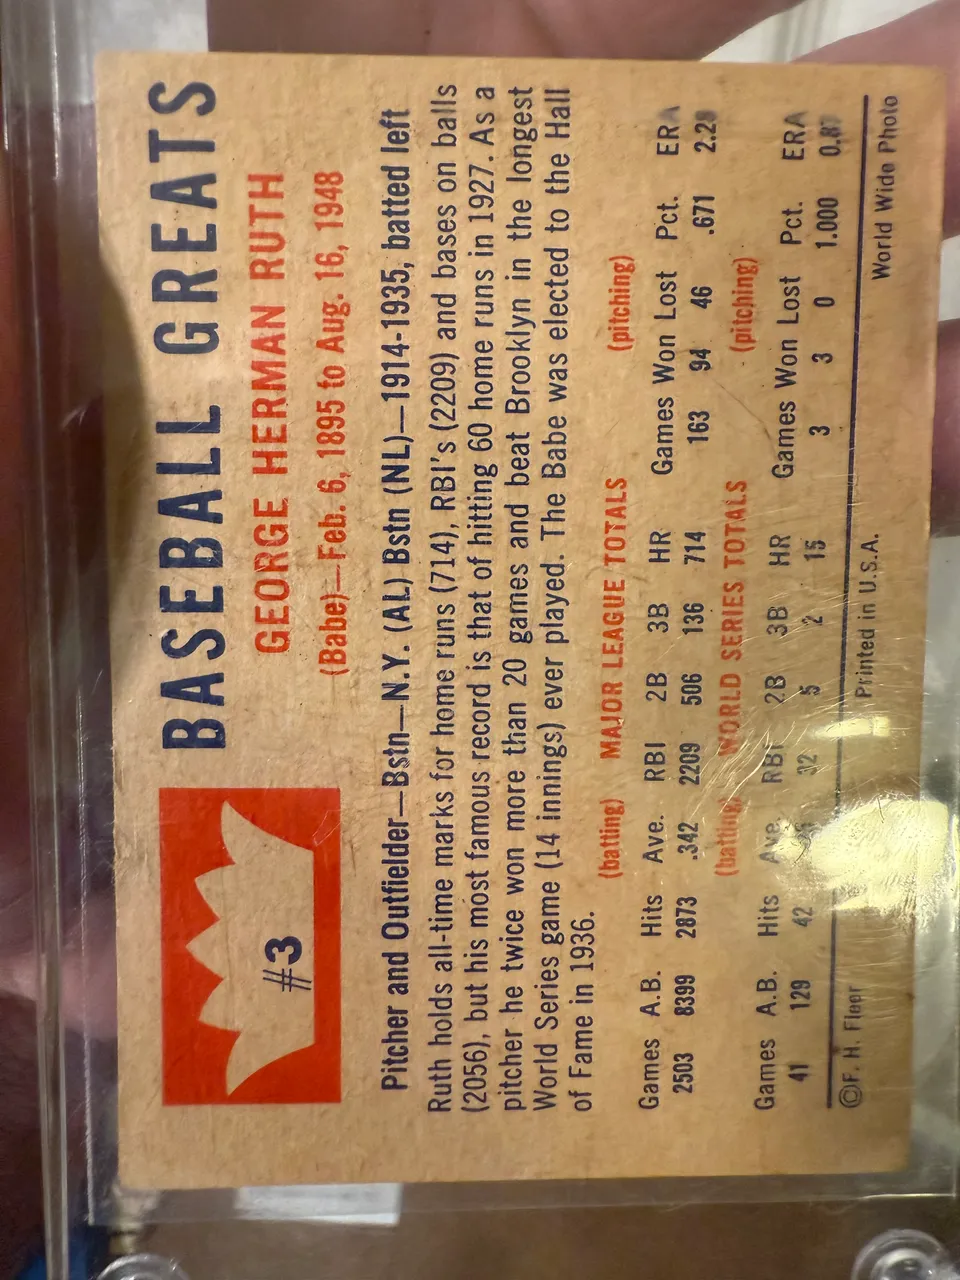 #3
BASEBALL GREATS
GEORGE HERMAN RUTH
(Babe)—Feb. 6, 1895 to Aug. 16, 1948
Pitcher and Outfielder—Bstn—N.Y. (AL) Bstn (NL)—1914-1935, batted left
Ruth holds all-time marks for home runs (714), RBI's (2209) and bases on balls
(2056), but his most famous record is that of hitting 60 home runs in 1927. As a
pitcher he twice won more than 20 games and beat Brooklyn in the longest
World Series game (14 innings) ever played. The Babe was elected to the Hall
of Fame in 1936.
(batting) MAJOR LEAGUE TOTALS (pitching)
Games A.B. Hits Ave. RBI 2B 3B HR Games Won Lost Pct. ERA
2503 8399 2873 .342 2209 506 136 714 163 94 46 .671 2.28
(batting) WORLD SERIES TOTALS (pitching)
Games A.B. Hits Ave. RBI 2B 3B HR Games Won Lost Pct. ERA
41 129 42 32 5 2 15 3 3 0 1.000 0.87
©F. H. Fleer Printed in U.S.A. World Wide Photo